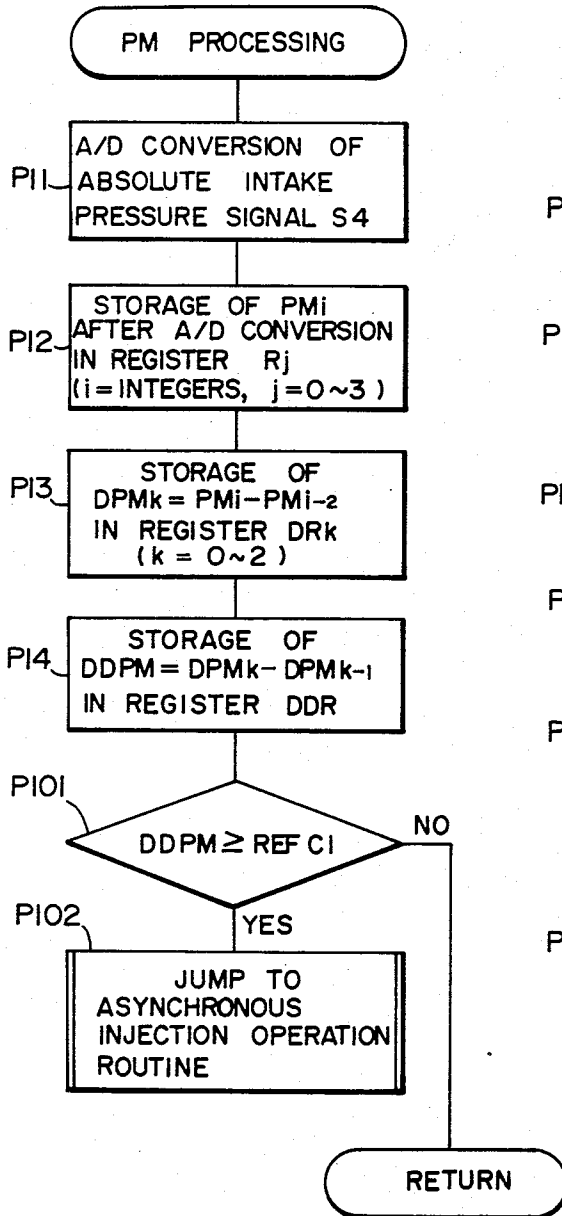 PM PROCESSING
P11
A/D CONVERSION OF
ABSOLUTE INTAKE
PRESSURE SIGNAL S4
P
P12
STORAGE OF PMi
AFTER A/D CONVERSION
IN REGISTER Rj
(i=INTEGERS, j=0~3)
P
P13
STORAGE OF
DPMk=PMi-PMi-2
IN REGISTER DRk
(k=0~2)
P
P
P14
STORAGE OF
DDPM=DPMk-DPMk-1
IN REGISTER DDR
P
P101
DDPM≥REF C1
NO
YES
P102
JUMP TO
ASYNCHRONOUS
INJECTION OPERATION
ROUTINE
P
RETURN